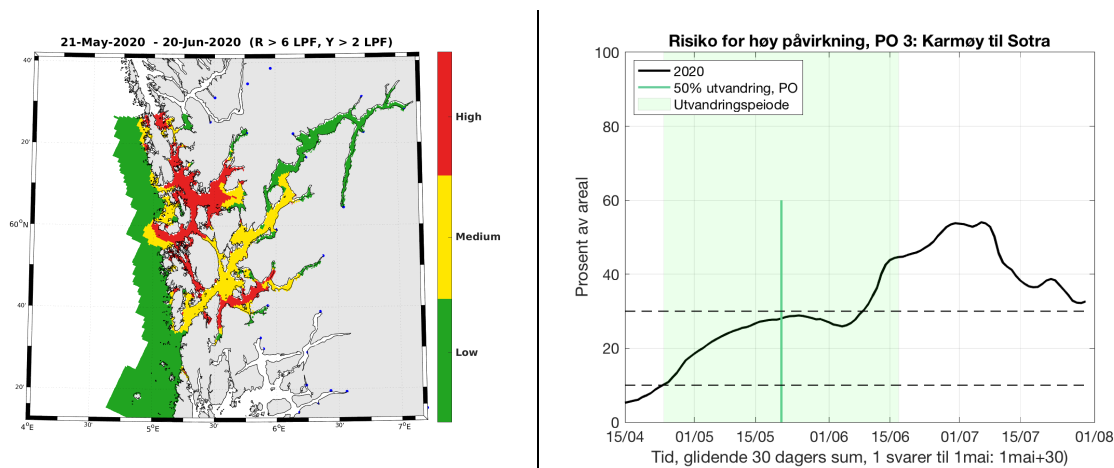 21-May-2020 - 20-Jun-2020 (R > 6 LPF, Y > 2 LPF)
40'
20'
60°N
40'
20'
4°E
30'
5°E
30'
6°E
30'
7°E
High
Medium
Low
Risiko for høy påvirkning, PO 3: Karmøy til Sotra
2020
50% utvandring, PO
Utvandringspeiode
Prosent av areal
100
80
60
40
20
0
15/04
01/05
15/05
01/06
15/06
01/07
15/07
01/08
Tid, glidende 30 dagers sum, 1 svarer til 1mai: 1mai+30)